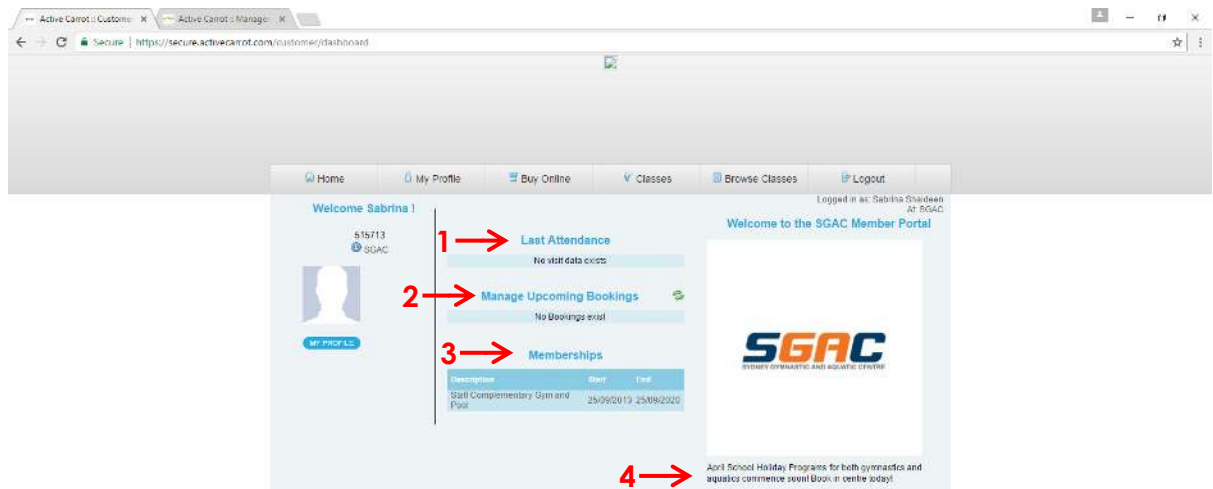 Active Carrot :: Custome
Active Carrot :: Manage
Secure | https://secure.activecarrot.com/customer/dashboard
Home My Profile Buy Online Classes Browse Classes Logout
Logged in as: Sabrina Shaideen
At: SGAC
Welcome Sabrina !
515713
SGAC
MY PROFILE
1
Last Attendance
No visit data exists
2
Manage Upcoming Bookings
No Bookings exist
3
Memberships
Description Start End
Staff Complementary Gym and 25/09/2013 25/09/2020
Pool
Welcome to the SGAC Member Portal
SGAC
SYDNEY GYMNASTIC AND AQUATIC CENTRE
4
April School Holiday Programs for both gymnastics and
aquatics commence soon! Book in centre today!